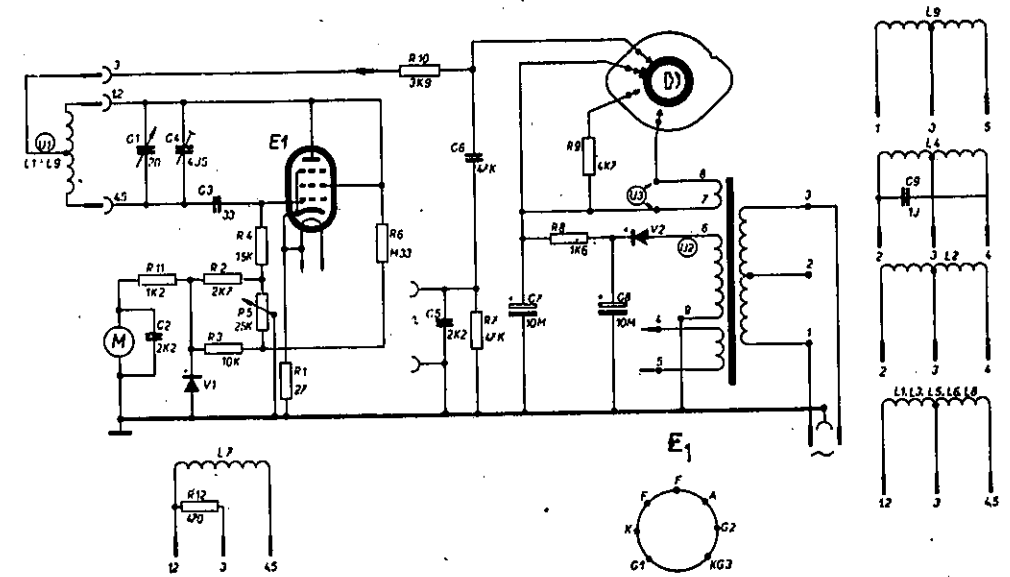 3
R10
3K9
12
U1
L1÷L9
C1
20
C4
4J5
E1
45
C3
33
R4
15K
R6
M33
R11
1K2
R2
2K7
P5
25K
M
C2
2K2
R3
10K
V1
R1
27
C6
47K
R9
4K7
U3
8
7
R8
1K6
V2
6
U2
C5
2K2
R7
47K
C7
10M
C8
10M
9
4
5
3
2
1
L9
1
3
5
L4
C9
1J
2
3
4
L2
2
3
4
L1, L3, L5, L6, L8
12
3
4,5
L7
R12
470
12
3
45
E1
F
F
A
K
G2
G1
KG3